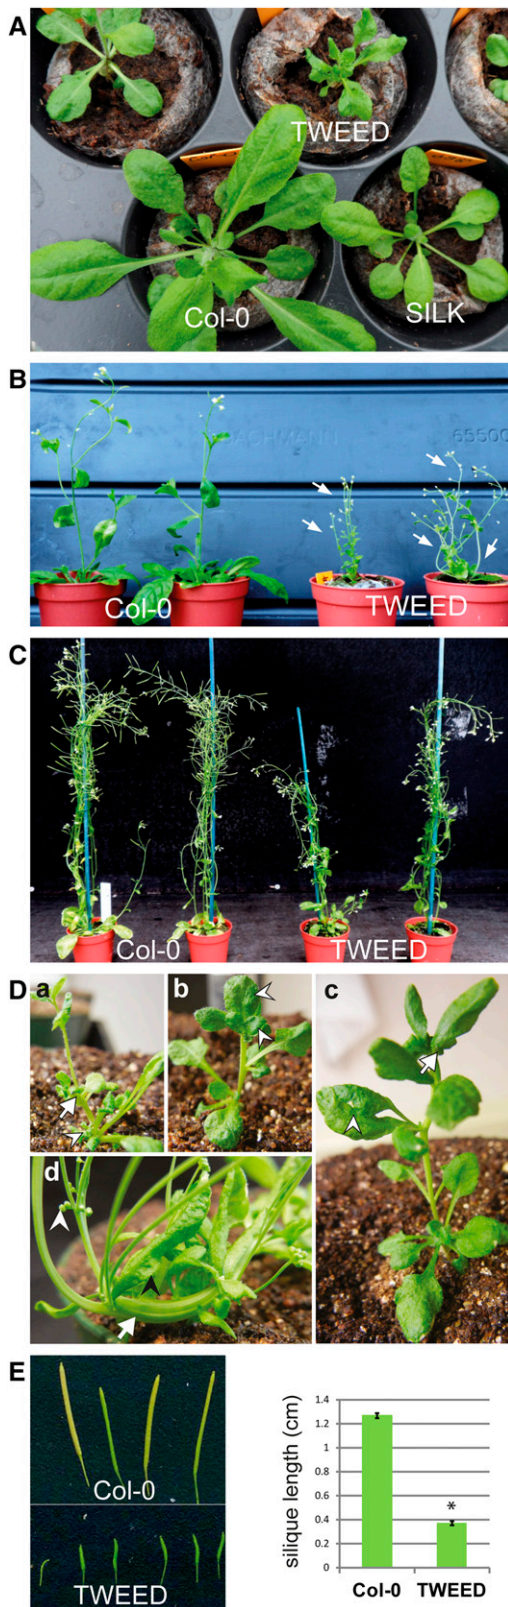 A
TWEED
Col-0
SILK
B
BACHMANN
65500
Col-0
TWEED
C
Col-0
TWEED
D
a
b
c
d
E
Col-0
TWEED
silique length (cm)
1.4
1.2
1
0.8
0.6
0.4
0.2
0
*
Col-0
TWEED